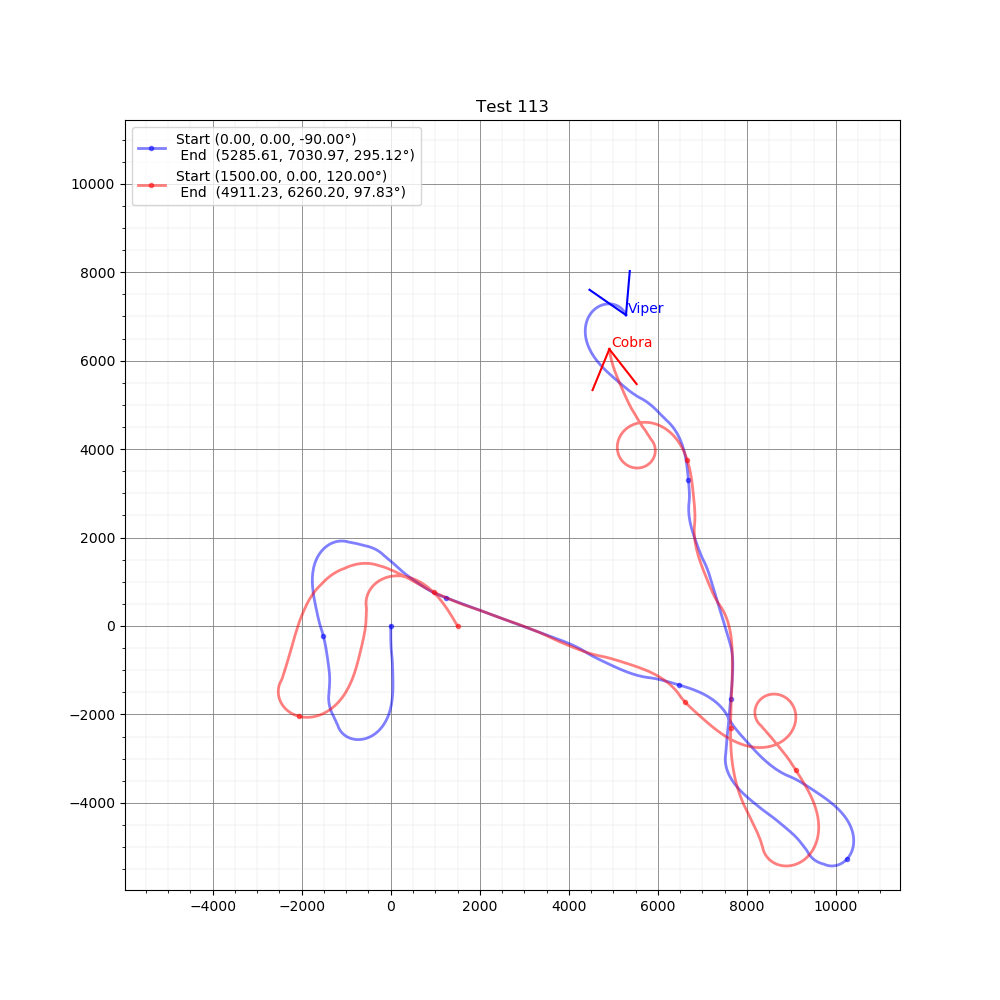 Test 113
Start (0.00, 0.00, -90.00°)
End  (5285.61, 7030.97, 295.12°)
Start (1500.00, 0.00, 120.00°)
End  (4911.23, 6260.20, 97.83°)
10000
8000
6000
4000
2000
0
−2000
−4000
Viper
Cobra
−4000 −2000 0 2000 4000 6000 8000 10000